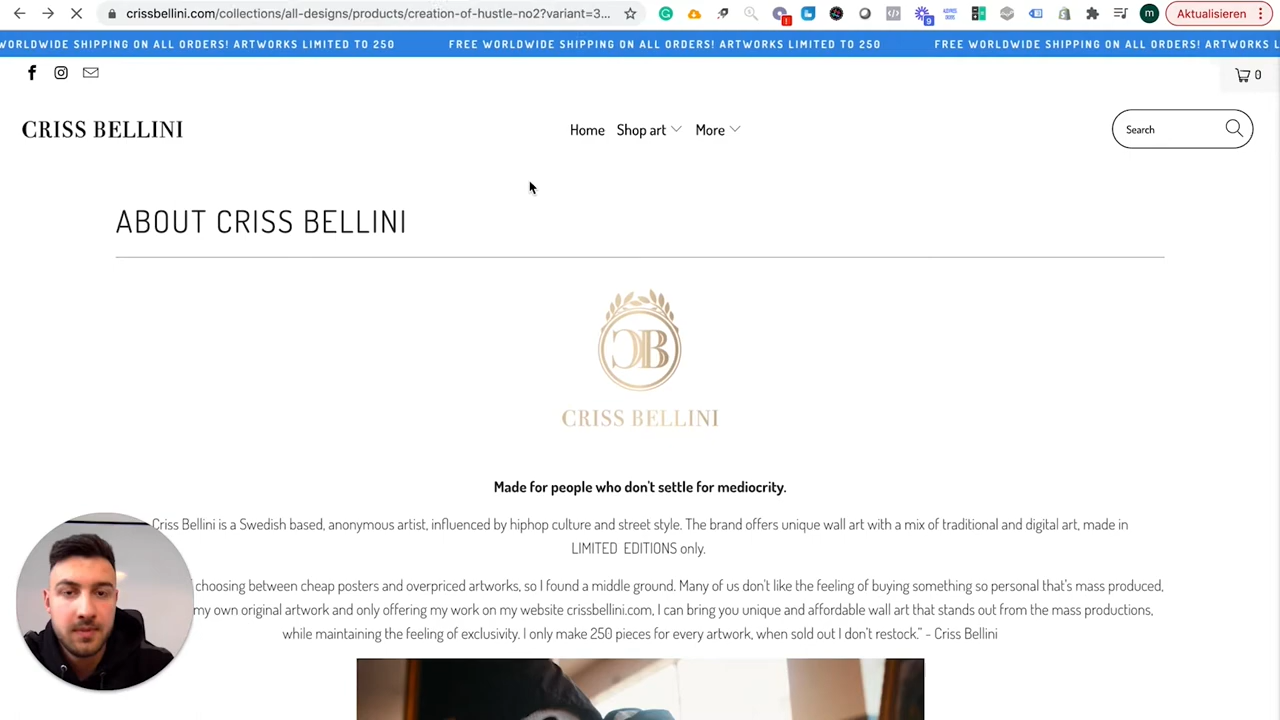 crissbellini.com/collections/all-designs/products/creation-of-hustle-no2?variant=3...
Aktualisieren
WORLDWIDE SHIPPING ON ALL ORDERS! ARTWORKS LIMITED TO 250 FREE WORLDWIDE SHIPPING ON ALL ORDERS! ARTWORKS LIMITED TO 250 FREE WORLDWIDE SHIPPING ON ALL ORDERS! ARTWORKS L
0
CRISS BELLINI
Home Shop art More
Search
ABOUT CRISS BELLINI
CB
CRISS BELLINI
Made for people who don't settle for mediocrity.
Criss Bellini is a Swedish based, anonymous artist, influenced by hiphop culture and street style. The brand offers unique wall art with a mix of traditional and digital art, made in
LIMITED EDITIONS only.
choosing between cheap posters and overpriced artworks, so I found a middle ground. Many of us don't like the feeling of buying something so personal that's mass produced,
my own original artwork and only offering my work on my website crissbellini.com, I can bring you unique and affordable wall art that stands out from the mass productions,
while maintaining the feeling of exclusivity. I only make 250 pieces for every artwork, when sold out I don't restock." - Criss Bellini